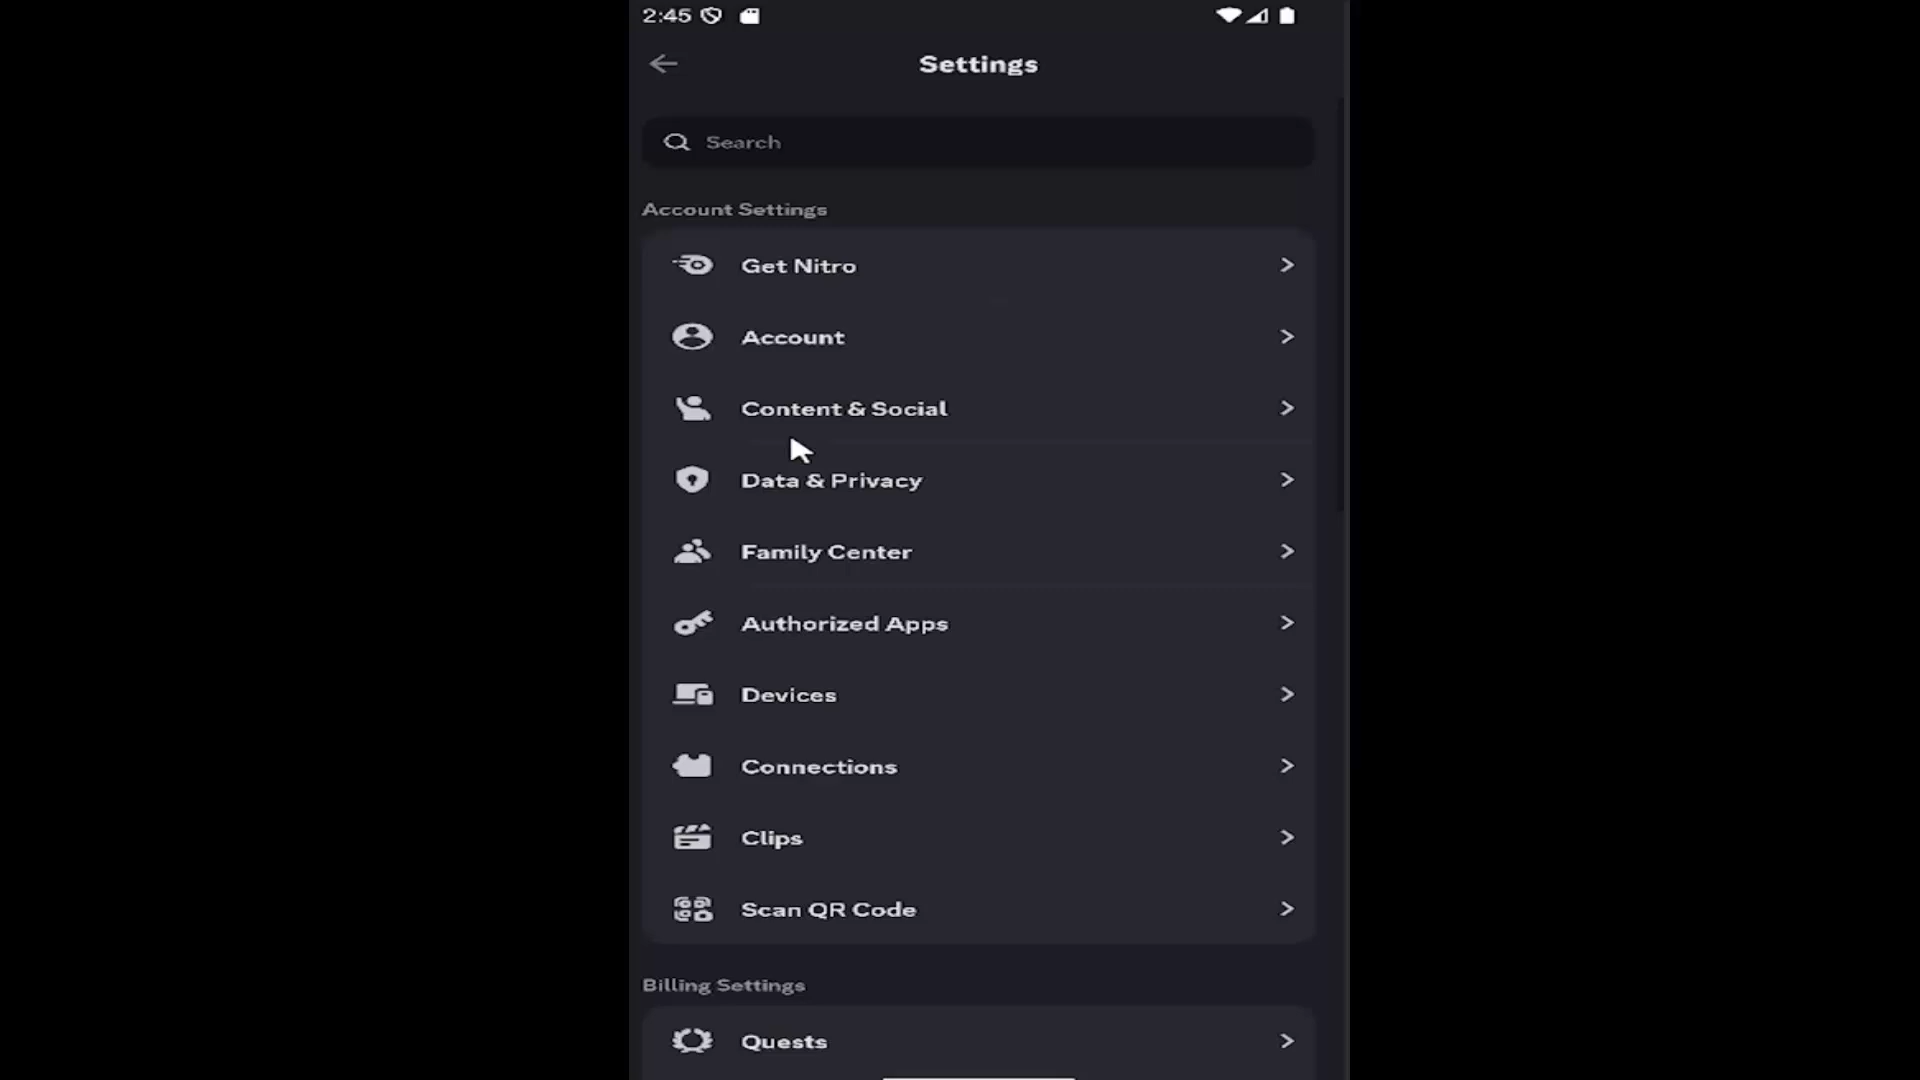 2:45
Settings
Search
Account Settings
Get Nitro
Account
Content & Social
Data & Privacy
Family Center
Authorized Apps
Devices
Connections
Clips
Scan QR Code
Billing Settings
Quests